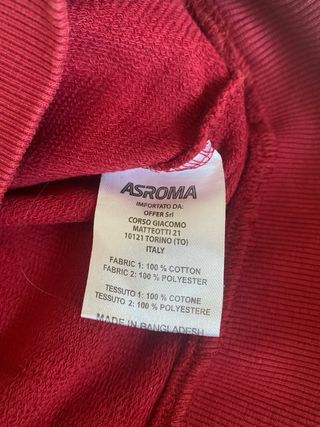 ASROMA
IMPORTATO DA:
OFFER Srl
CORSO GIACOMO
MATTEOTTI 21
10121 TORINO (TO)
ITALY
FABRIC 1: 100 % COTTON
FABRIC 2: 100 % POLYESTER
TESSUTO 1: 100 % COTONE
TESSUTO 2: 100 % POLIESTERE
MADE IN BANGLADESH